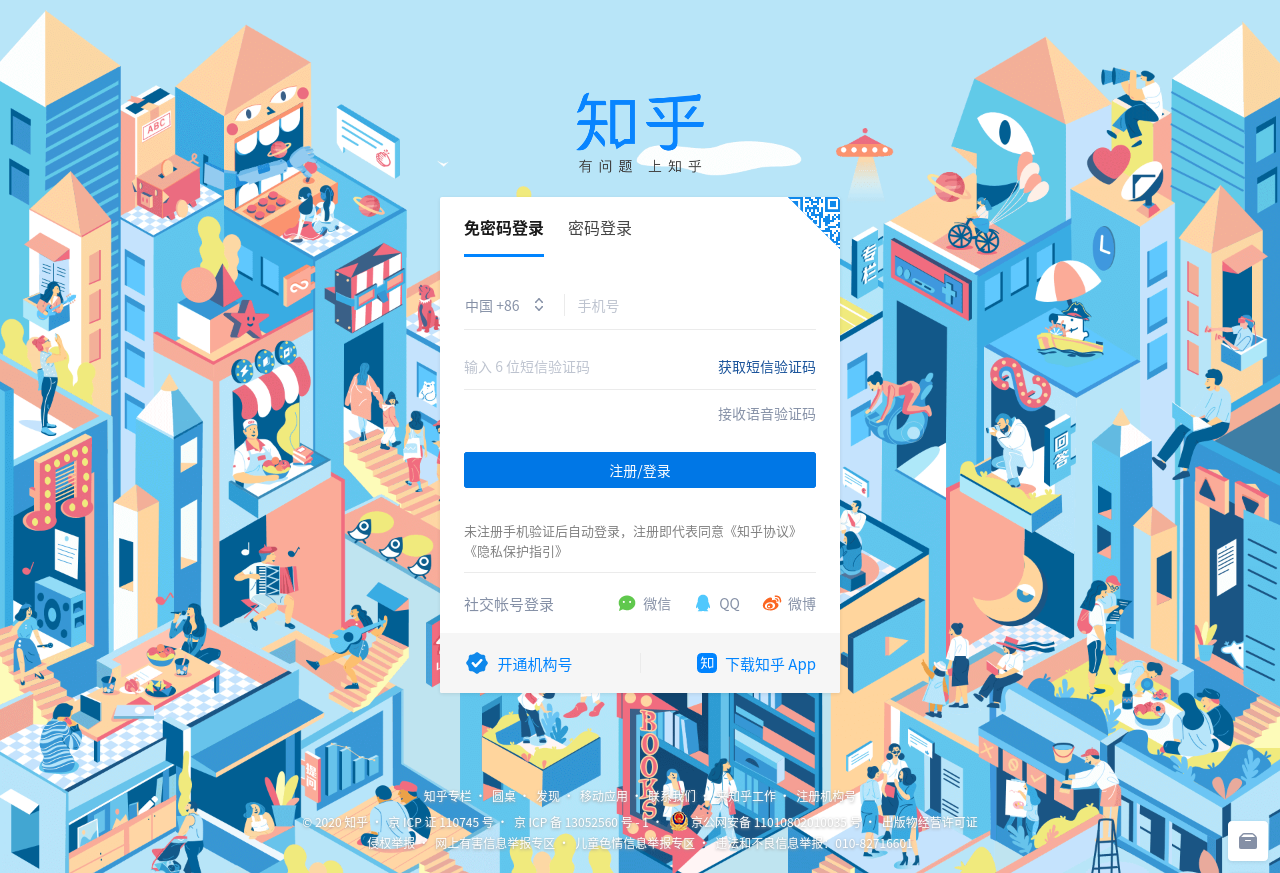 知乎
有问题 上知乎
ABC
免密码登录 密码登录
专栏
中国 +86 手机号
输入 6 位短信验证码 获取短信验证码
接收语音验证码
回答
注册/登录
未注册手机验证后自动登录，注册即代表同意《知乎协议》
《隐私保护指引》
社交帐号登录 微信 QQ 微博
开通机构号 知 下载知乎 App
BOOKS
知乎专栏 · 圆桌 · 发现 · 移动应用 · 联系我们 · 来知乎工作 · 注册机构号
© 2020 知乎 · 京 ICP 证 110745 号 · 京 ICP 备 13052560 号 - 1 · 京公网安备 11010802010035 号 · 出版物经营许可证
侵权举报 · 网上有害信息举报专区 · 儿童色情信息举报专区 · 违法和不良信息举报：010-82716601